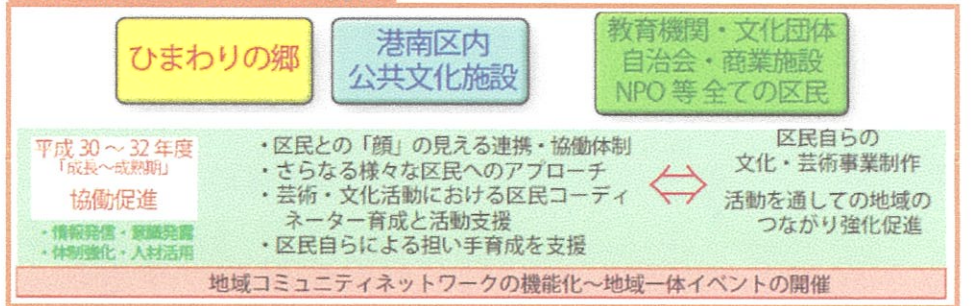 ひまわりの郷
港南区内
公共文化施設
教育機関・文化団体
自治会・商業施設
NPO 等 全ての区民
平成 30 ～ 32 年度
「成長～成熟期」
協働促進
・情報発信・意識発露
・体制強化・人材活用
・区民との「顔」の見える連携・協働体制
・さらなる様々な区民へのアプローチ
・芸術・文化活動における区民コーディ
ネーター育成と活動支援
・区民自らによる担い手育成を支援
区民自らの
文化・芸術事業制作
活動を通しての地域の
つながり強化促進
地域コミュニティネットワークの機能化～地域一体イベントの開催